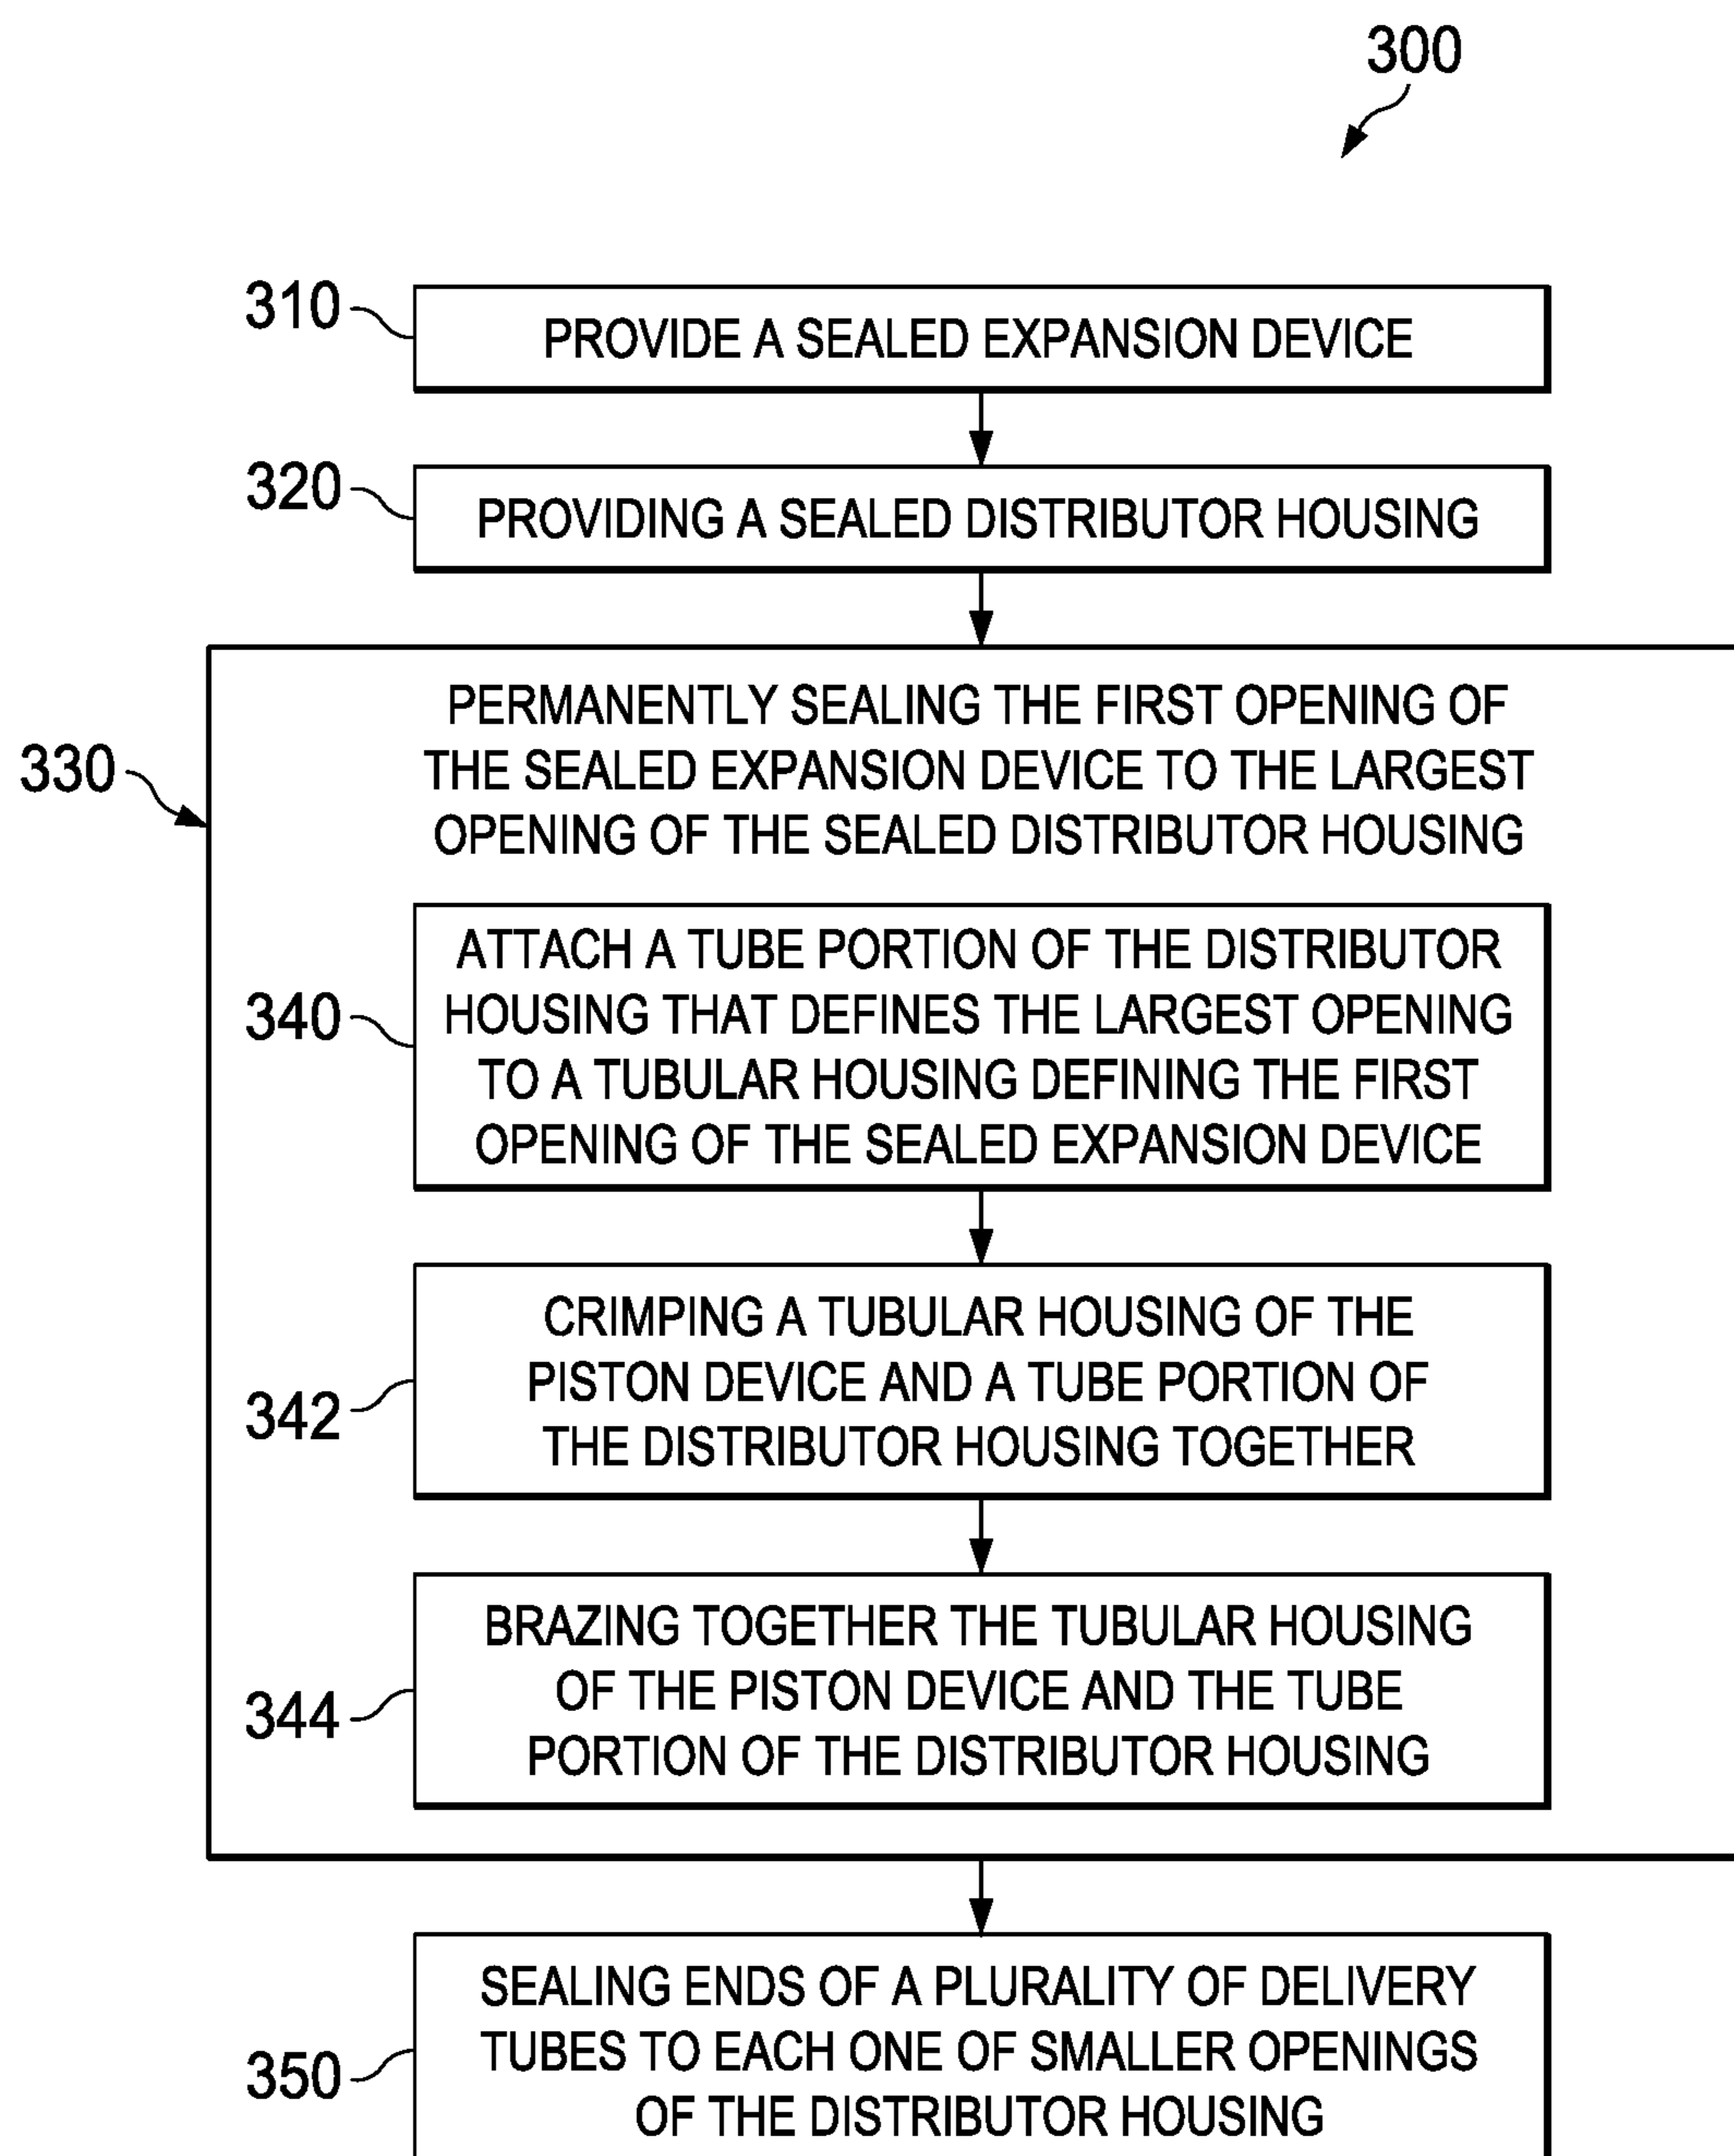 300
310
PROVIDE A SEALED EXPANSION DEVICE
320
PROVIDING A SEALED DISTRIBUTOR HOUSING
330
PERMANENTLY SEALING THE FIRST OPENING OF
THE SEALED EXPANSION DEVICE TO THE LARGEST
OPENING OF THE SEALED DISTRIBUTOR HOUSING
340
ATTACH A TUBE PORTION OF THE DISTRIBUTOR
HOUSING THAT DEFINES THE LARGEST OPENING
TO A TUBULAR HOUSING DEFINING THE FIRST
OPENING OF THE SEALED EXPANSION DEVICE
342
CRIMPING A TUBULAR HOUSING OF THE
PISTON DEVICE AND A TUBE PORTION OF
THE DISTRIBUTOR HOUSING TOGETHER
344
BRAZING TOGETHER THE TUBULAR HOUSING
OF THE PISTON DEVICE AND THE TUBE
PORTION OF THE DISTRIBUTOR HOUSING
350
SEALING ENDS OF A PLURALITY OF DELIVERY
TUBES TO EACH ONE OF SMALLER OPENINGS
OF THE DISTRIBUTOR HOUSING